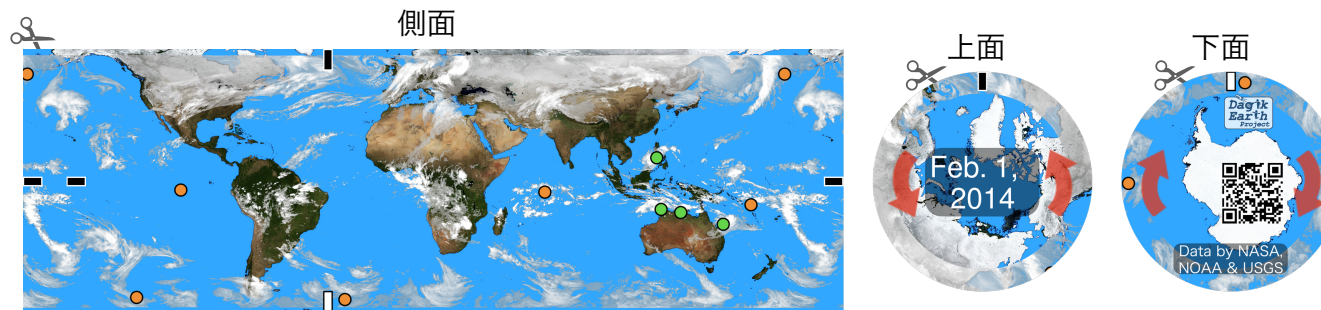 側面
上面
下面
Feb. 1,
2014
Dagik
Earth
Project
Data by NASA,
NOAA & USGS